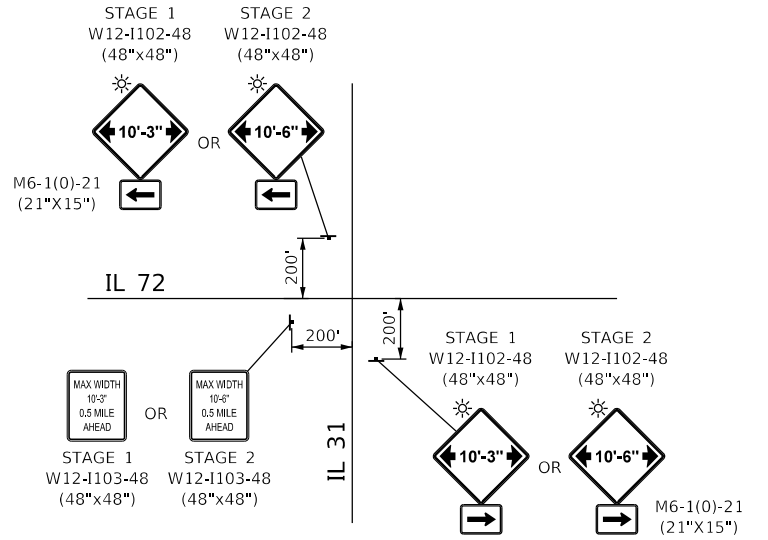 STAGE 1
W12-I102-48
(48"x48")
STAGE 2
W12-I102-48
(48"x48")
10'-3"
OR
10'-6"
M6-1(0)-21
(21"X15")
200'
IL 72
200'
200'
MAX WIDTH
10'-3"
0.5 MILE
AHEAD
OR
MAX WIDTH
10'-6"
0.5 MILE
AHEAD
STAGE 1
W12-I103-48
(48"x48")
STAGE 2
W12-I103-48
(48"x48")
IL 31
STAGE 1
W12-I102-48
(48"x48")
STAGE 2
W12-I102-48
(48"x48")
10'-3"
OR
10'-6"
M6-1(0)-21
(21"X15")